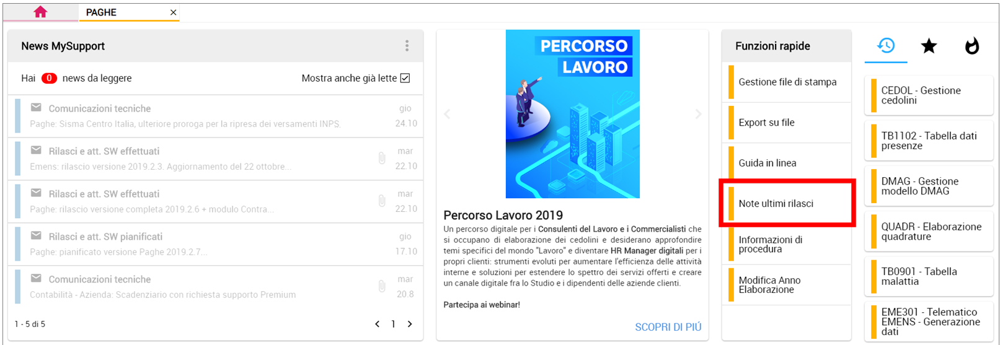 PAGHE
News MySupport
Hai 0 news da leggere
Mostra anche già lette
Comunicazioni tecniche
gio
Paghe: Sisma Centro Italia, ulteriore proroga per la ripresa dei versamenti INPS.
24.10
Rilasci e att. SW effettuati
mar
Emens: rilascio versione 2019.2.3. Aggiornamento del 22 ottobre...
22.10
Rilasci e att. SW effettuati
mar
Paghe: rilascio versione completa 2019.2.6 + modulo Contra...
22.10
Rilasci e att. SW pianificati
gio
Paghe: pianificato versione Paghe 2019.2.7...
17.10
Comunicazioni tecniche
mar
Contabilità - Azienda: Scadenziario con richiesta supporto Premium
20.8
1 - 5 di 5
1
PERCORSO
LAVORO
Percorso Lavoro 2019
Un percorso digitale per i Consulenti del Lavoro e i Commercialisti che
si occupano di elaborazione dei cedolini e desiderano approfondire
temi specifici del mondo "Lavoro" e diventare HR Manager digitali per i
propri clienti: strumenti evoluti per aumentare l'efficienza delle attività
interne e soluzioni per estendere lo spettro dei servizi offerti e creare
un canale digitale fra lo Studio e i dipendenti delle aziende clienti.
Partecipa ai webinar!
SCOPRI DI PIÚ
Funzioni rapide
Gestione file di stampa
Export su file
Guida in linea
Note ultimi rilasci
Informazioni di
procedura
Modifica Anno
Elaborazione
CEDOL - Gestione
cedolini
TB1102 - Tabella dati
presenze
DMAG - Gestione
modello DMAG
QUADR - Elaborazione
quadrature
TB0901 - Tabella
malattia
EME301 - Telematico
EMENS - Generazione
dati